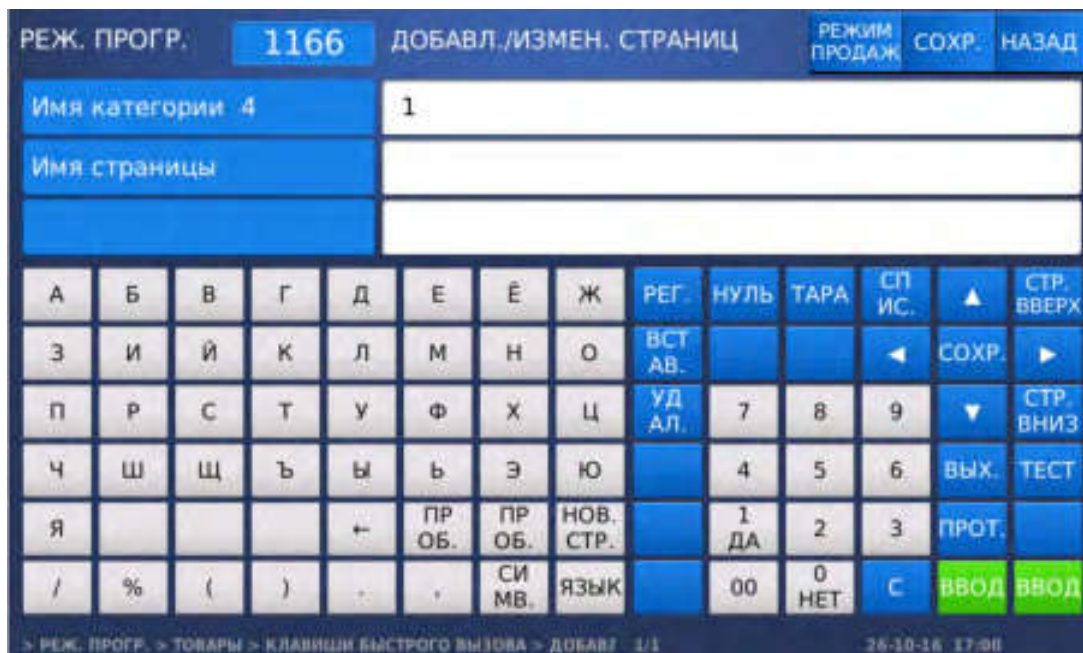 РЕЖ. ПРОГР. 1166 ДОБАВЛ./ИЗМЕН. СТРАНИЦ РЕЖИМ ПРОДАЖ СОХР. НАЗАД
Имя категории 4 1
Имя страницы
А Б В Г Д Е Ё Ж РЕГ. НУЛЬ ТАРА СП ИС. ▲ СТР. ВВЕРХ
З И Й К Л М Н О ВСТ АВ. ◄ СОХР. ►
П Р С Т У Ф Х Ц УД АЛ. 7 8 9 ▼ СТР. ВНИЗ
Ч Ш Щ Ъ Ы Ь Э Ю 4 5 6 ВЫХ. ТЕСТ
Я ← ПР ОБ. ПР ОБ. НОВ. СТР. 1 ДА 2 3 ПРОТ.
/ % ( ) . , СИ МВ. ЯЗЫК 00 0 НЕТ С ВВОД ВВОД
> РЕЖ. ПРОГР. > ТОВАРЫ > КЛАВИШИ БЫСТРОГО ВЫЗОВА > 1/1 26-10-16 17:00